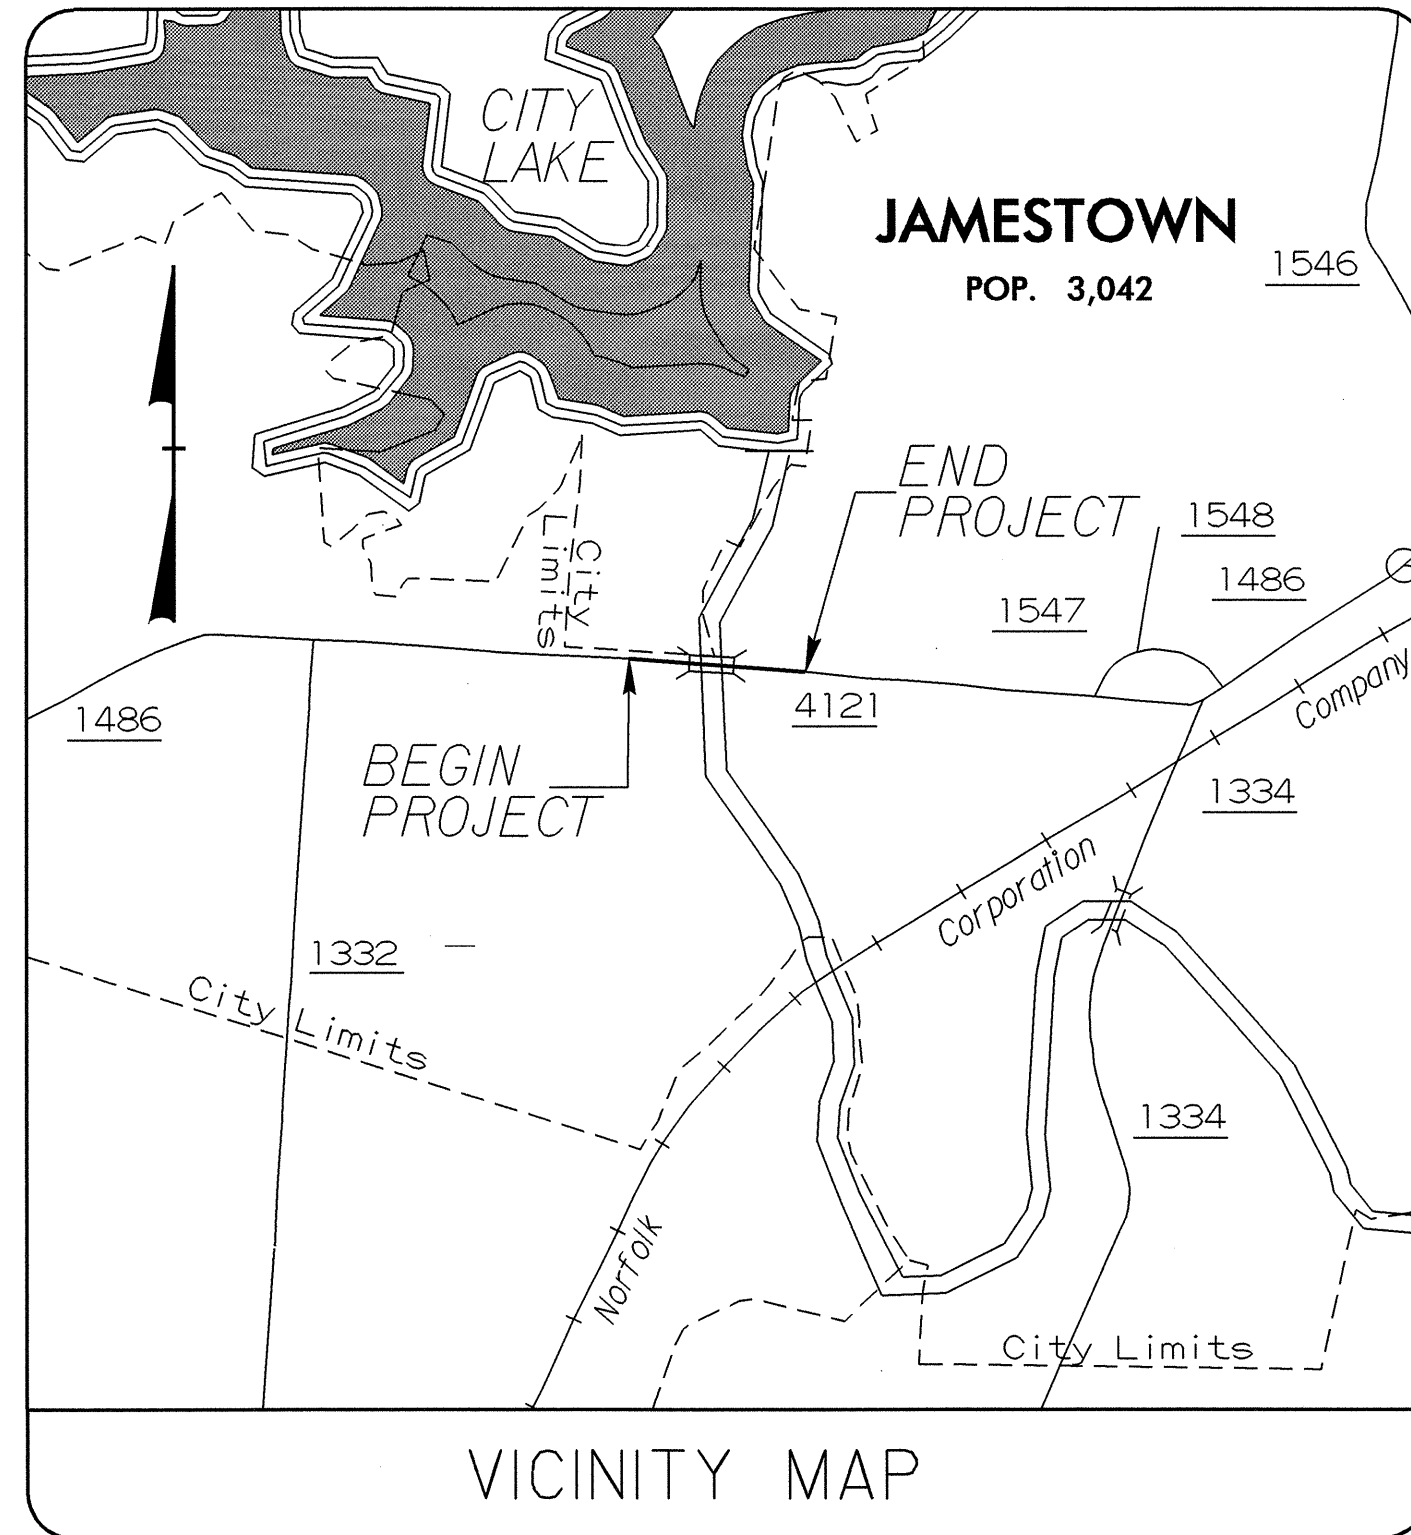 CITY
LAKE
JAMESTOWN
POP. 3,042
1546
END
PROJECT
1548
1486
1547
City
Limits
1486
4121
Company
BEGIN
PROJECT
1334
Corporation
1332
City Limits
1334
Norfolk
City Limits
VICINITY MAP